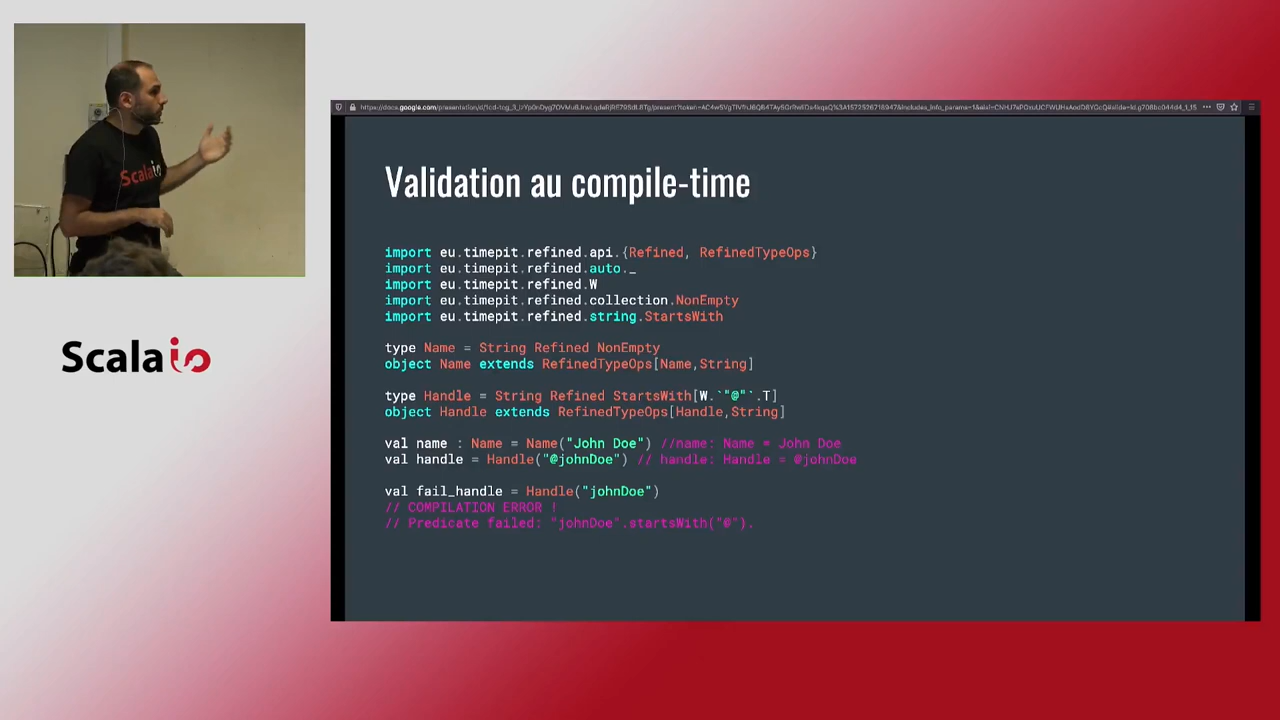 Scalaio
Scalaio
Validation au compile-time
import eu.timepit.refined.api.{Refined, RefinedTypeOps}
import eu.timepit.refined.auto._
import eu.timepit.refined.W
import eu.timepit.refined.collection.NonEmpty
import eu.timepit.refined.string.StartsWith
type Name = String Refined NonEmpty
object Name extends RefinedTypeOps[Name,String]
type Handle = String Refined StartsWith[W.`"@"`.T]
object Handle extends RefinedTypeOps[Handle,String]
val name : Name = Name("John Doe") //name: Name = John Doe
val handle = Handle("@johnDoe") // handle: Handle = @johnDoe
val fail_handle = Handle("johnDoe")
// COMPILATION ERROR !
// Predicate failed: "johnDoe".startsWith("@").